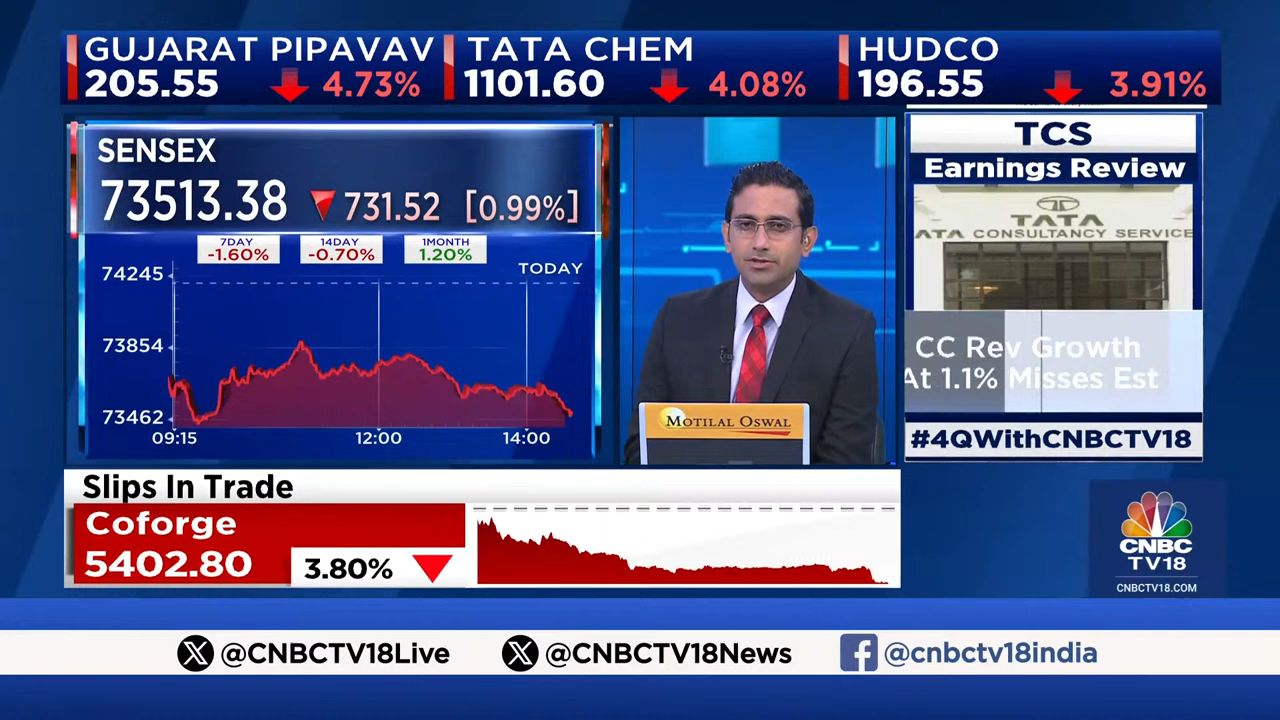 GUJARAT PIPAVAV
205.55 4.73%
TATA CHEM
1101.60 4.08%
HUDCO
196.55 3.91%
SENSEX
73513.38 731.52 [0.99%]
7DAY
-1.60%
14DAY
-0.70%
1MONTH
1.20%
TODAY
74245
73854
73462
09:15 12:00 14:00
MOTILAL OSWAL
TCS
Earnings Review
TATA
ATA CONSULTANCY SERVICE
CC Rev Growth
At 1.1% Misses Est
#4QWithCNBCTV18
Slips In Trade
Coforge
5402.80
3.80%
CNBC
TV18
CNBCTV18.COM
@CNBCTV18Live
@CNBCTV18News
@cnbctv18india